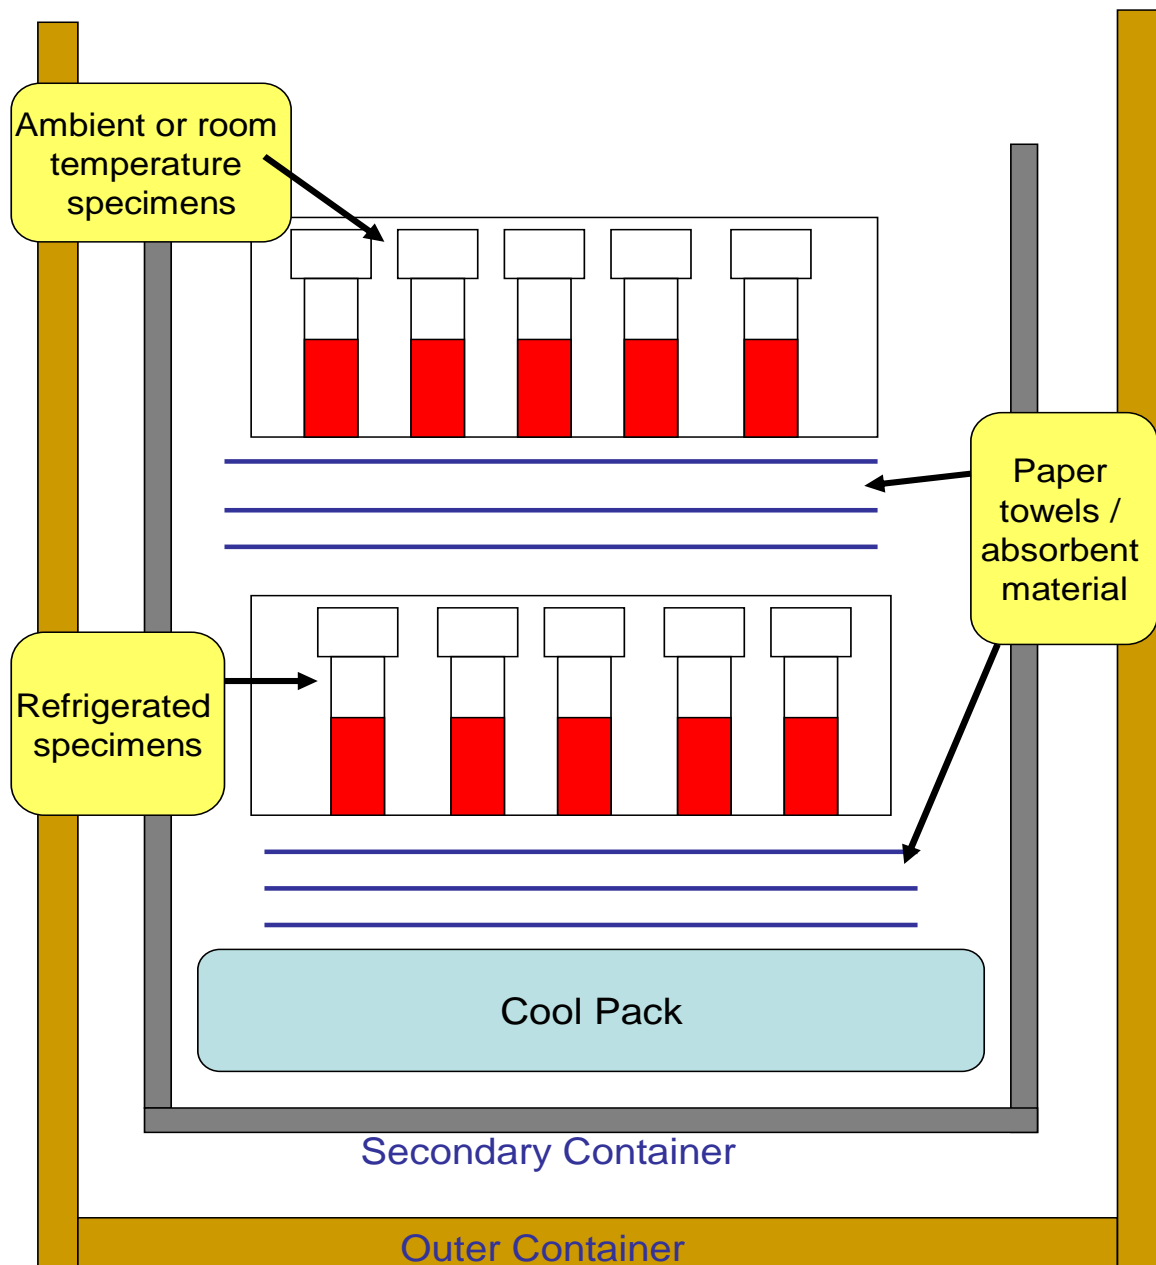 Ambient or room
temperature
specimens
Paper
towels /
absorbent
material
Refrigerated
specimens
Cool Pack
Secondary Container
Outer Container